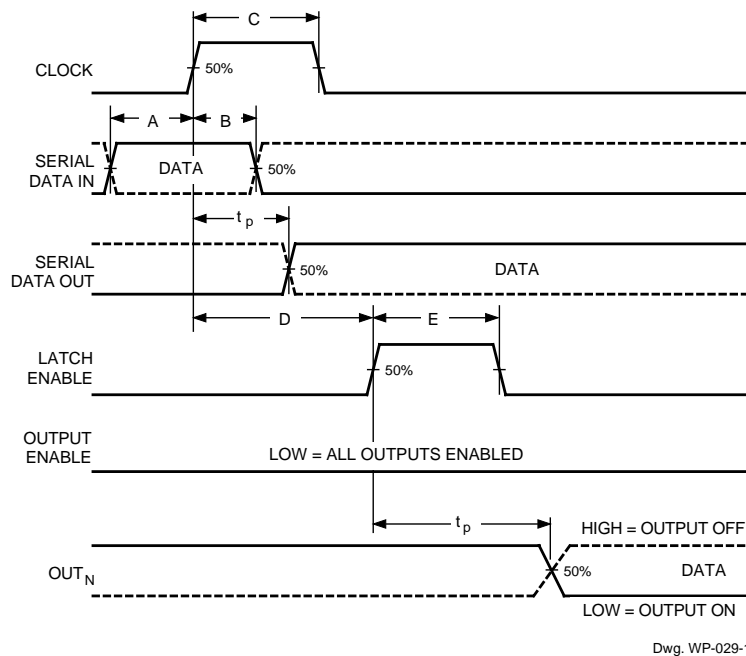 C
CLOCK
50%
A
B
SERIAL
DATA IN
DATA
50%
t p
SERIAL
DATA OUT
50%
DATA
D
E
LATCH
ENABLE
50%
OUTPUT
ENABLE
LOW = ALL OUTPUTS ENABLED
t p
HIGH = OUTPUT OFF
OUT N
50%
DATA
LOW = OUTPUT ON
Dwg. WP-029-1